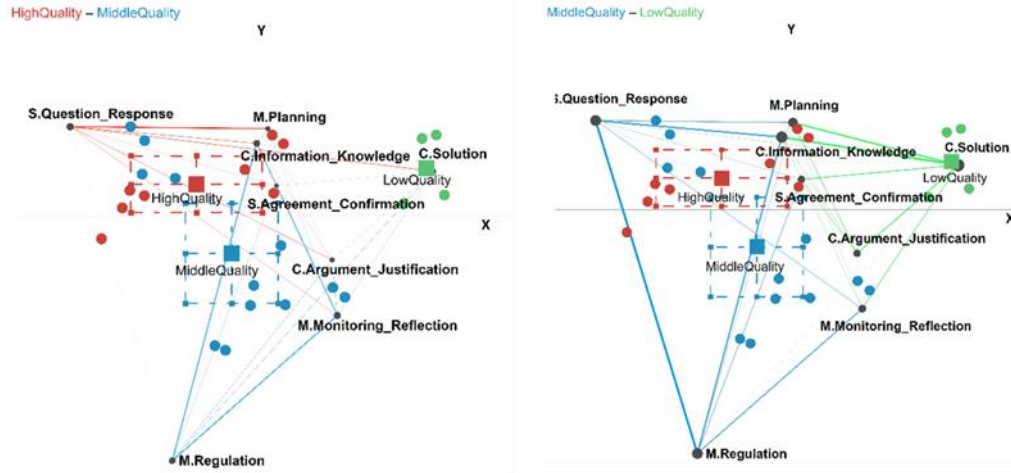 HighQuality – MiddleQuality
Y
S.Question_Response
M.Planning
C.Information_Knowledge
C.Solution
LowQuality
HighQuality
S.Agreement_Confirmation
X
MiddleQuality
C.Argument_Justification
M.Monitoring_Reflection
M.Regulation
MiddleQuality – LowQuality
Y
S.Question_Response
M.Planning
C.Information_Knowledge
C.Solution
LowQuality
HighQuality
S.Agreement_Confirmation
X
C.Argument_Justification
MiddleQuality
M.Monitoring_Reflection
M.Regulation